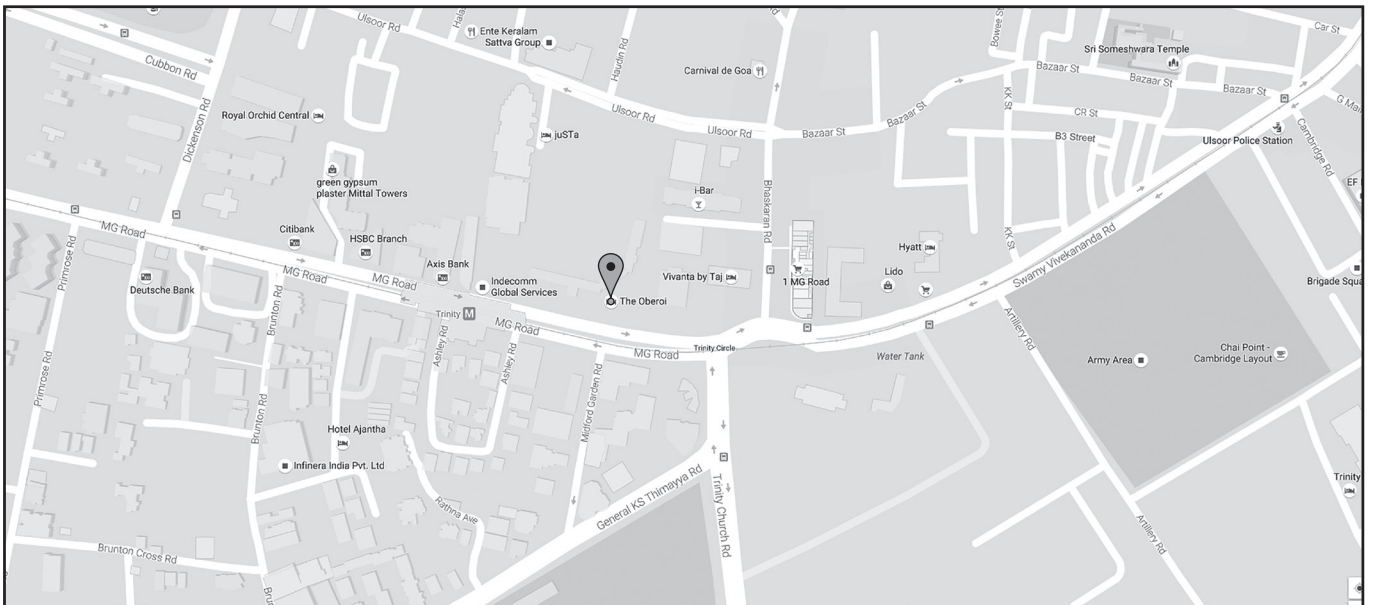 Ulsoor Rd
Ente Keralam
Sattva Group
Haudin Rd
Carnival de Goa
Bowee St
Car St
Sri Someshwara Temple
Cubbon Rd
Bazaar St
Bazaar St
Bazaar St
Royal Orchid Central
Dickenson Rd
Ulsoor Rd
Ulsoor Rd
Bazaar St
Bazaar St
KK St
CR St
B3 Street
Ulsoor Police Station
Cambridge Rd
juSTa
green gypsum
plaster Mittal Towers
i-Bar
Bhaskaran Rd
EF
MG Road
Citibank
HSBC Branch
Axis Bank
Indecomm
Global Services
The Oberoi
Vivanta by Taj
1 MG Road
Hyatt
Lido
KK St
Swamy Vivekananda Rd
Brigade Squa
Primrose Rd
Deutsche Bank
MG Road
MG Road
Brunton Rd
Trinity M
MG Road
Ashley Rd
Ashley Rd
MG Road
Trinity Circle
Water Tank
Artillery Rd
Army Area
Chai Point -
Cambridge Layout
Primrose Rd
Brunton Rd
Midford Garden Rd
Hotel Ajantha
Infinera India Pvt. Ltd
Rathna Ave
General KS Thimayya Rd
Trinity Church Rd
Trinity
Artillery Rd
Brunton Cross Rd